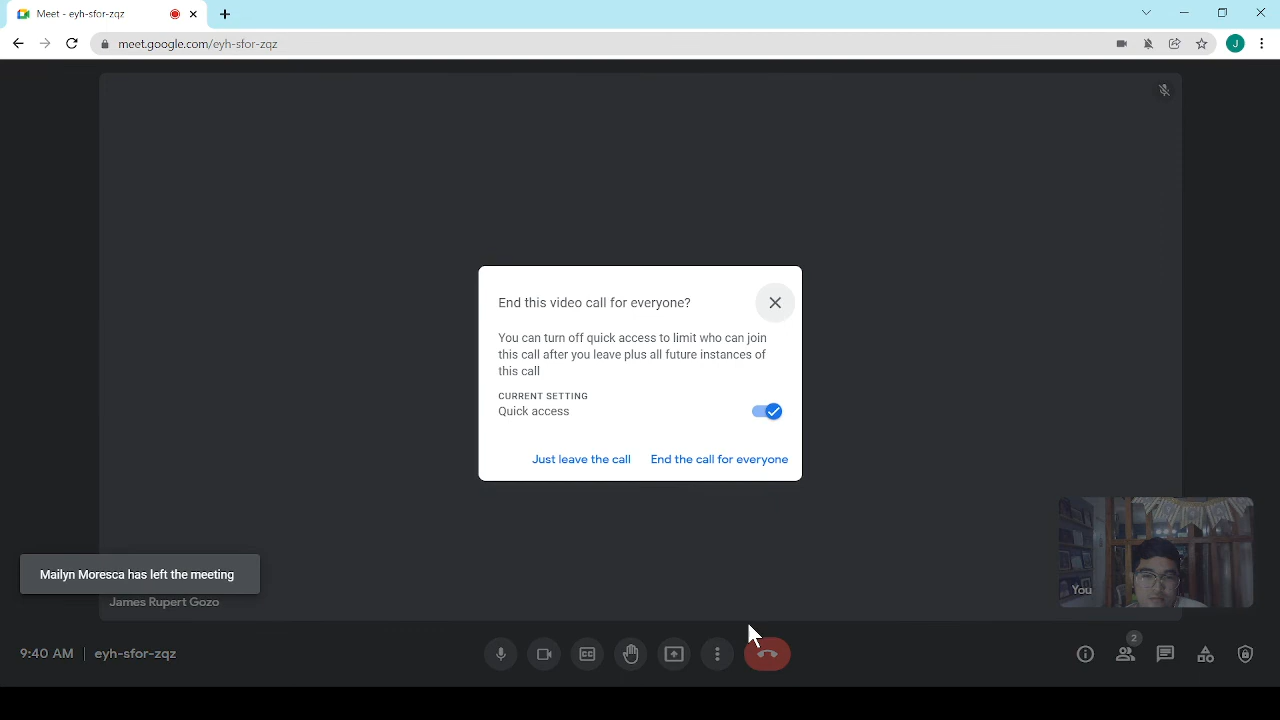 Meet - eyh-sfor-zqz
meet.google.com/eyh-sfor-zqz
J
End this video call for everyone?
You can turn off quick access to limit who can join
this call after you leave plus all future instances of
this call
CURRENT SETTING
Quick access
Just leave the call
End the call for everyone
Mailyn Moresca has left the meeting
James Rupert Gozo
You
9:40 AM | eyh-sfor-zqz
2